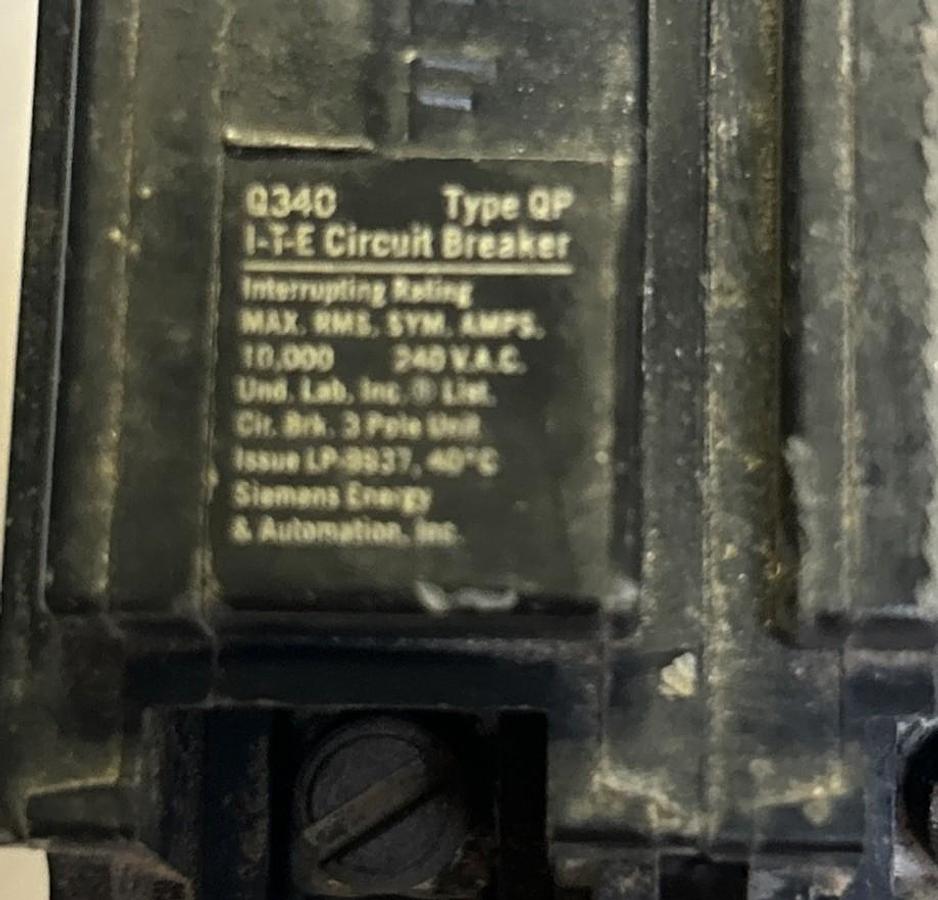 Q340 Type QP
I-T-E Circuit Breaker
Interrupting Rating
MAX. RMS. SYM. AMPS.
10,000 240 V.A.C.
Und. Lab. Inc. ® List.
Cir. Brk. 3 Pole Unit
Issue LP- 40°C
Siemens Energy
& Automation, Inc.